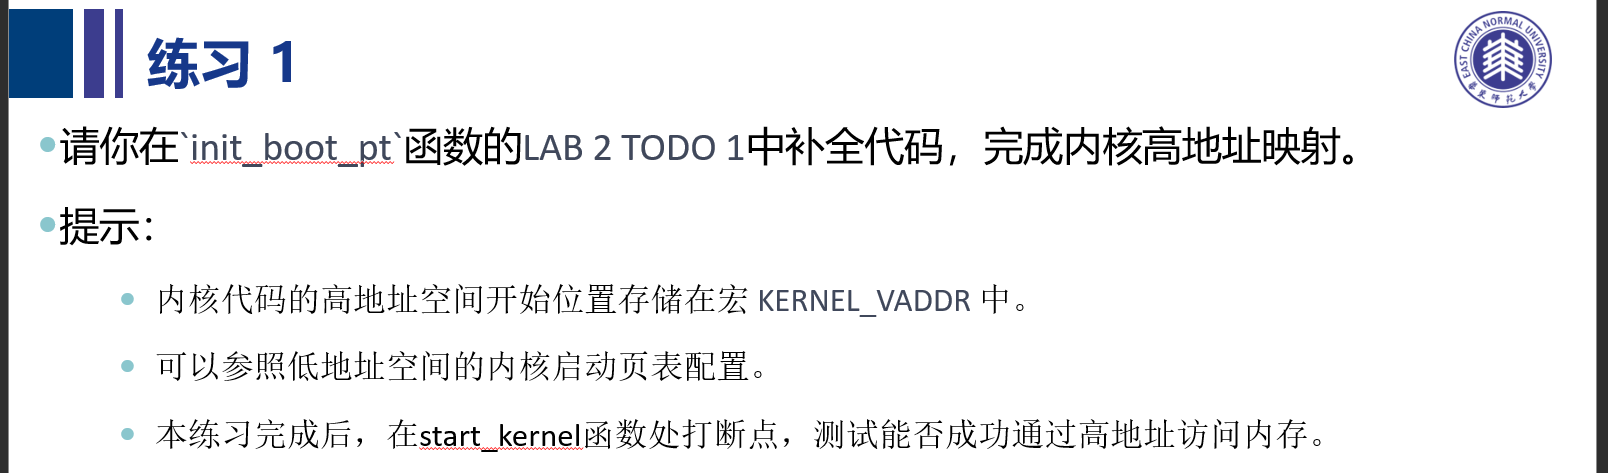 练习 1
EAST CHINA NORMAL UNIVERSITY
华东师范大学
请你在`init_boot_pt`函数的LAB 2 TODO 1中补全代码，完成内核高地址映射。
提示：
内核代码的高地址空间开始位置存储在宏 KERNEL_VADDR 中。
可以参照低地址空间的内核启动页表配置。
本练习完成后，在start_kernel函数处打断点，测试能否成功通过高地址访问内存。